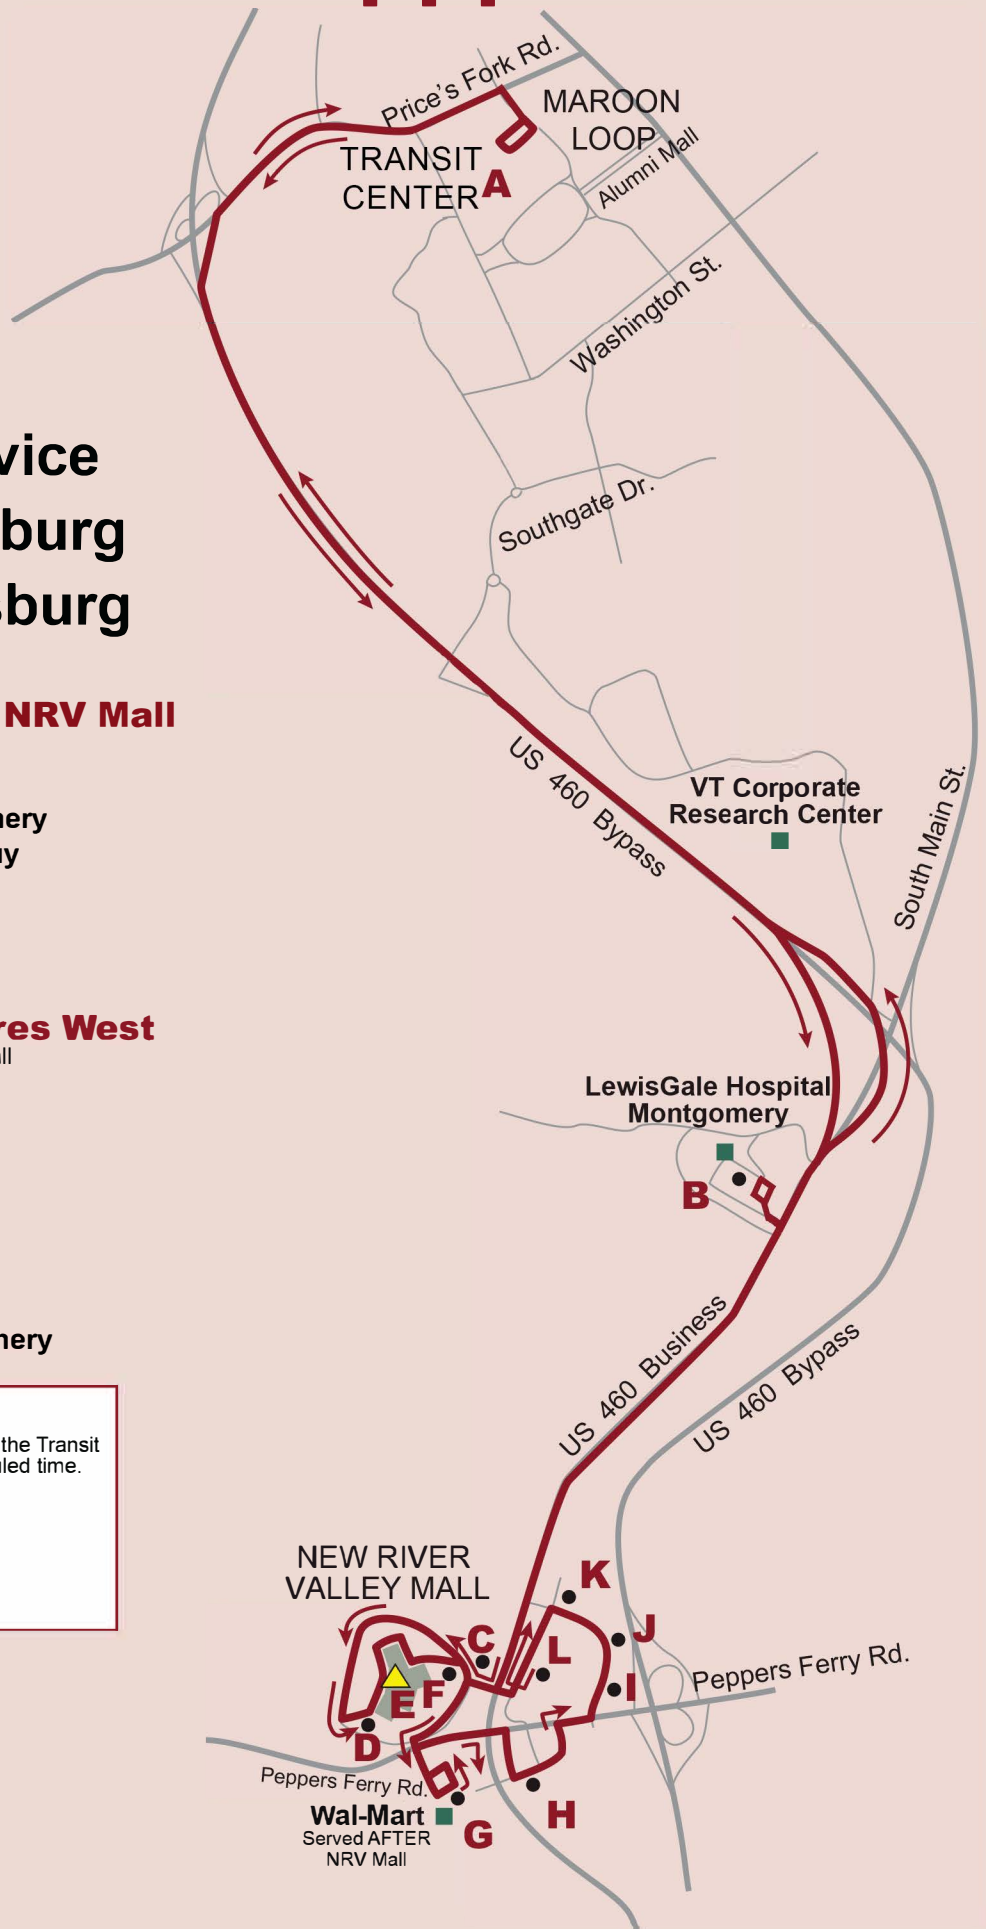 Price's Fork Rd.
MAROON
LOOP
Alumni Mall
TRANSIT
CENTER
A
Washington St.
vice
burg
sburg
Southgate Dr.
NRV Mall
US 460 Bypass
VT Corporate
Research Center
South Main St.
nery
uy
res West
all
LewisGale Hospital
Montgomery
B
nery
US 460 Business
US 460 Bypass
the Transit
uled time.
NEW RIVER
VALLEY MALL
K
J
C
L
I
E
F
D
Peppers Ferry Rd.
Peppers Ferry Rd.
Wal-Mart
Served AFTER
NRV Mall
G
H